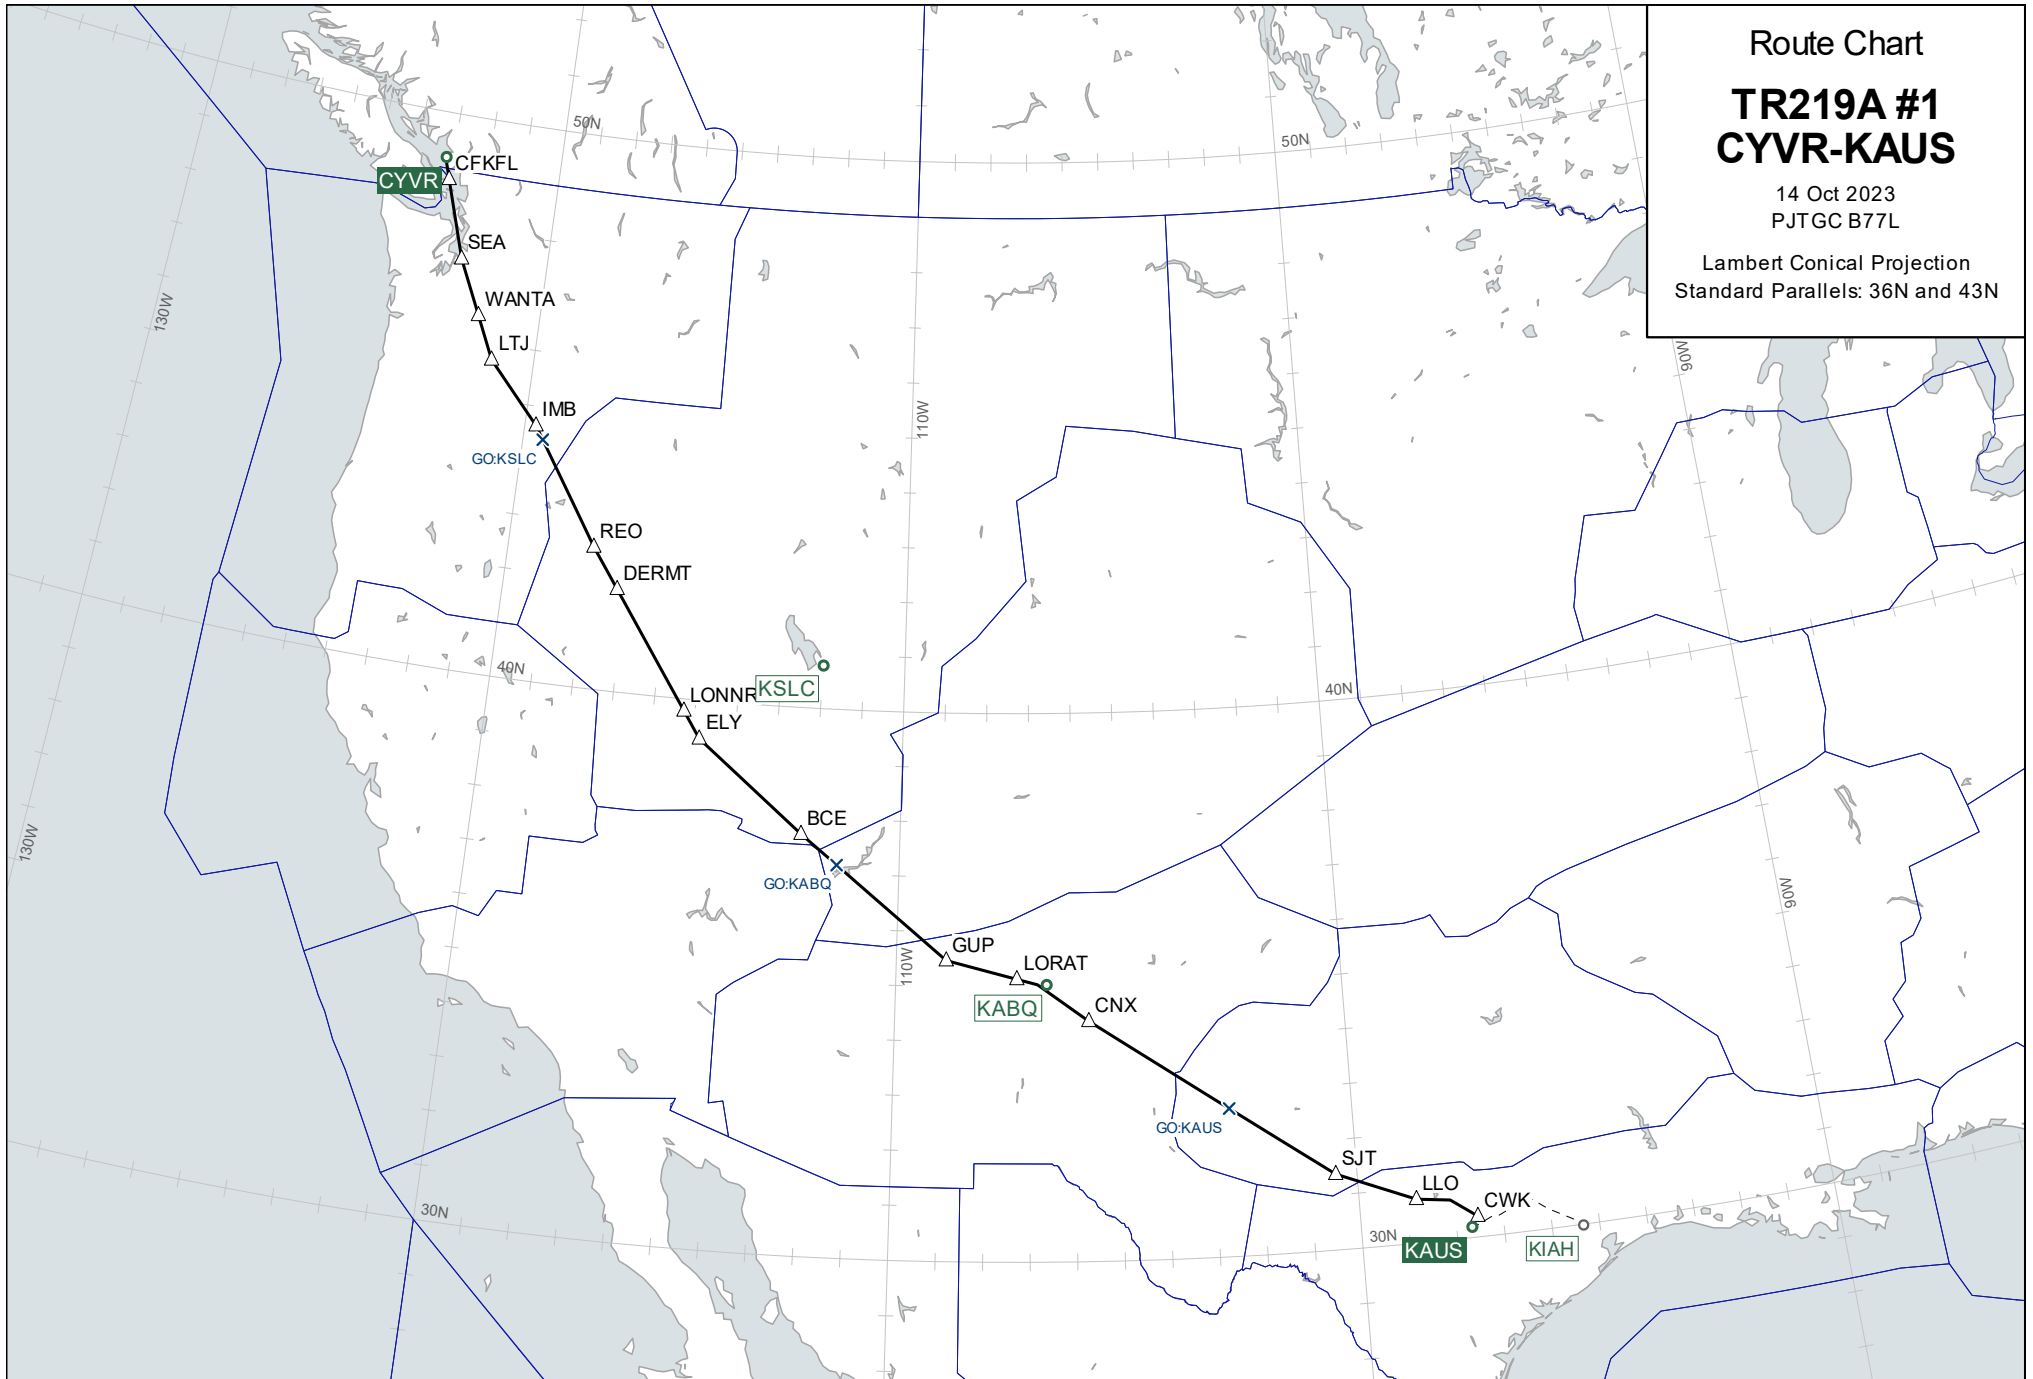 Route Chart
TR219A #1
CYVR-KAUS
14 Oct 2023
PJTGC B77L
Lambert Conical Projection
Standard Parallels: 36N and 43N
50N
50N
CFKFL
CYVR
SEA
130W
WANTA
LTJ
90W
IMB
110W
GO:KSLC
REO
DERMT
40N
KSLC
LONNR
40N
ELY
BCE
130W
GO:KABQ
90W
GUP
110W
LORAT
KABQ
CNX
GO:KAUS
SJT
LLO
CWK
30N
30N
KAUS
KIAH